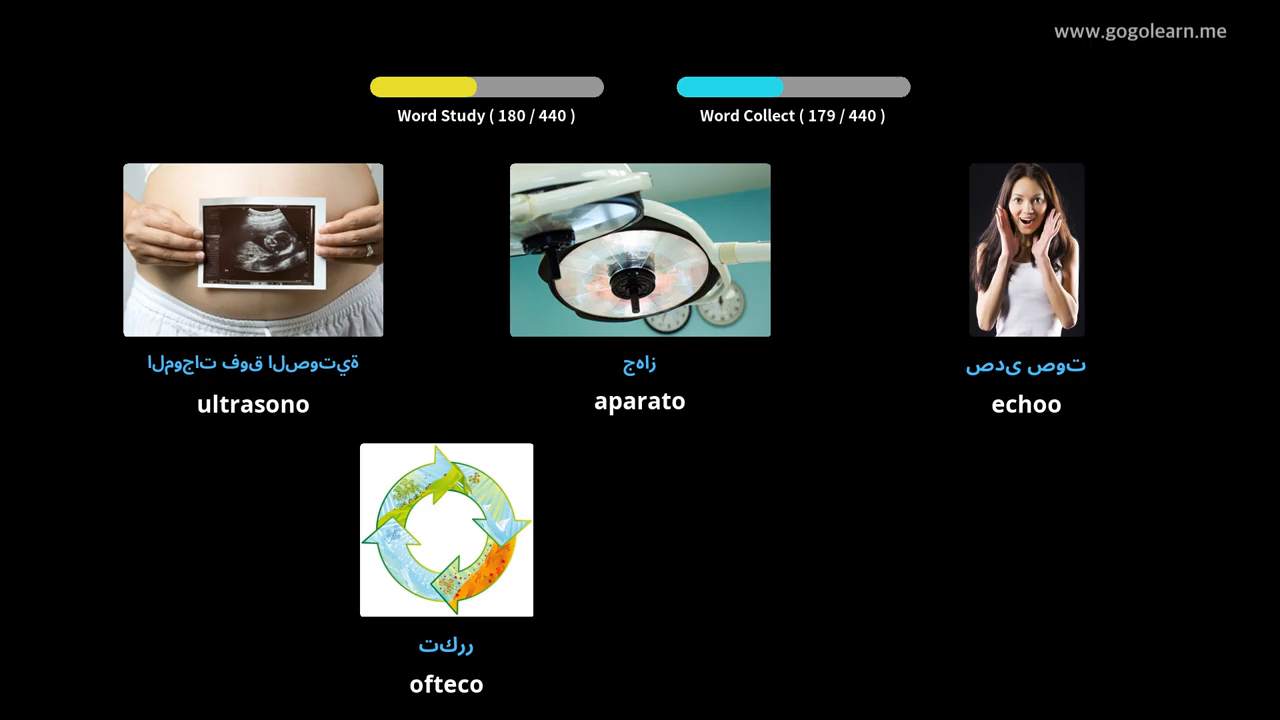 www.gogolearn.me
Word Study ( 180 / 440 )
Word Collect ( 179 / 440 )
الموجات فوق الصوتية
جهاز
صدى صوت
ultrasono
aparato
echoo
تكرر
ofteco